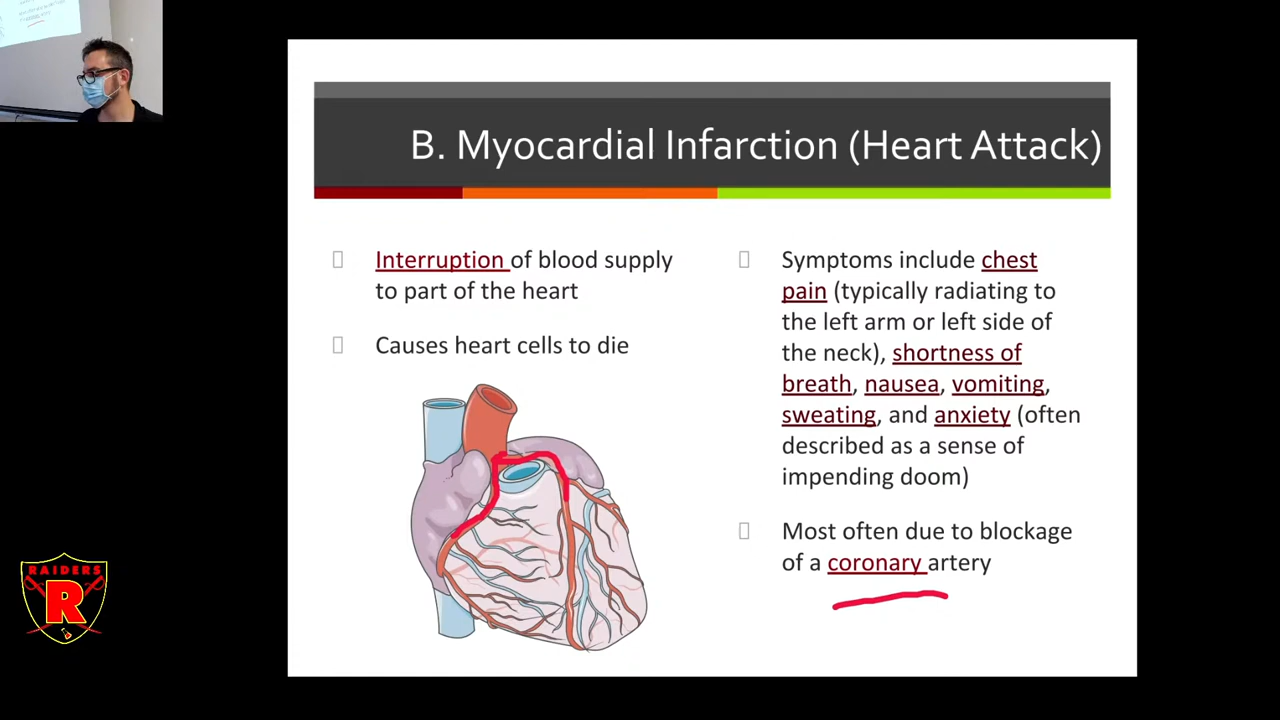 B. Myocardial Infarction (Heart Attack)
Interruption of blood supply
to part of the heart
Causes heart cells to die
Symptoms include chest
pain (typically radiating to
the left arm or left side of
the neck), shortness of
breath, nausea, vomiting,
sweating, and anxiety (often
described as a sense of
impending doom)
Most often due to blockage
of a coronary artery
RAIDERS
R